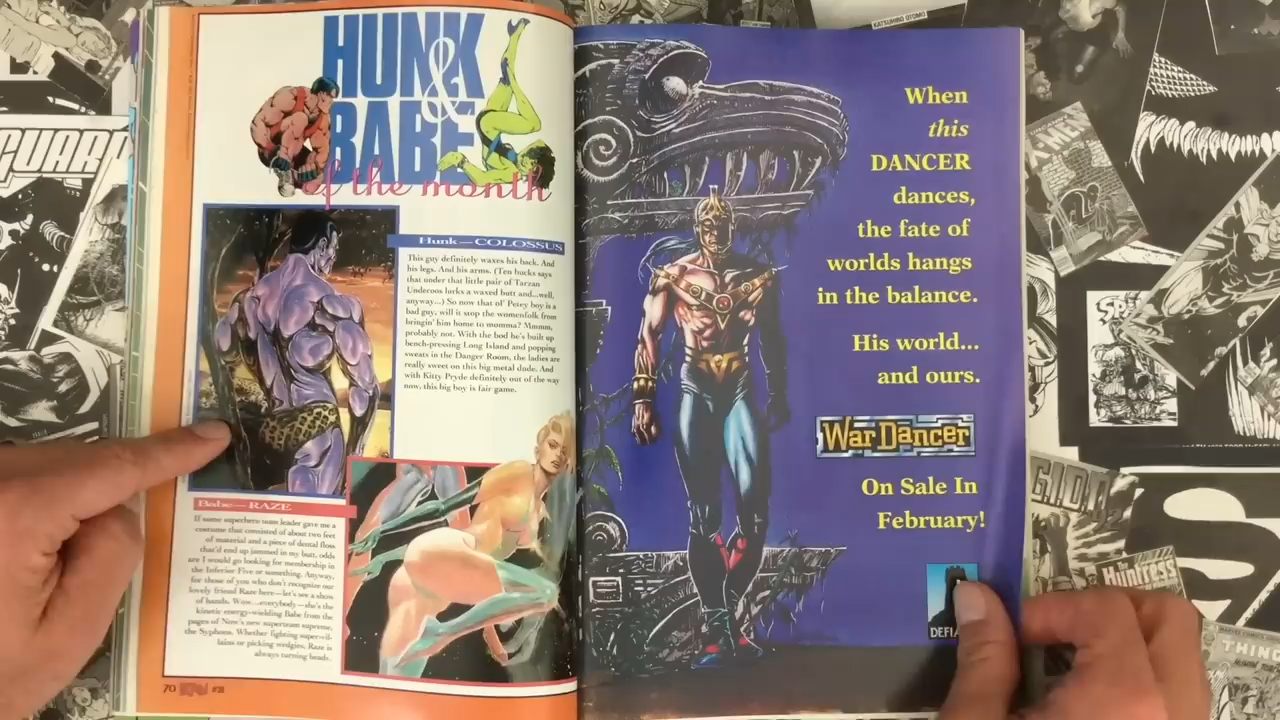 HUNK
&
BABE
of the month
Hunk—COLOSSUS
This guy definitely waxes his back. And
his legs. And his arms. (Ten bucks says
that under that little pair of Tarzan
Underoos lurks a waxed butt and...well,
anyway...) So now that ol' Petey boy is a
bad guy, will it stop the womenfolk from
bringin' him home to momma? Mmmm,
probably not. With the bod he's built up
bench-pressing Long Island and popping
sweats in the Danger Room, the ladies are
really sweet on this big metal dude. And
with Kitty Pryde definitely out of the way
now, this big boy is fair game.
Babe—RAZE
If some superhero team leader gave me a
costume that consisted of about two feet
of material and a piece of dental floss
that'd end up jammed in my butt, odds
are I would go looking for membership in
the Inferior Five or something. Anyway,
for those of you who don't recognize our
lovely friend Raze here—let's see a show
of hands. Wow...everybody—she's the
kinetic energy-wielding Babe from the
pages of Now's new superteam supreme,
the Syphons. Whether fighting super-vil-
lains or picking wedgies, Raze is
always turning heads.
70
When
this
DANCER
dances,
the fate of
worlds hangs
in the balance.
His world...
and ours.
War Dancer
On Sale In
February!
KATSUHIRO OTOMO
GUAR
X-MEN
G.I.
The Huntress
THING